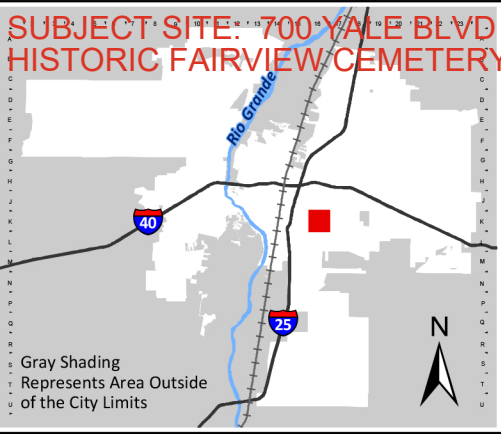 SUBJECT SITE: 700 YALE BLVD
HISTORIC FAIRVIEW CEMETERY
Rio Grande
40
25
N
Gray Shading
Represents Area Outside
of the City Limits